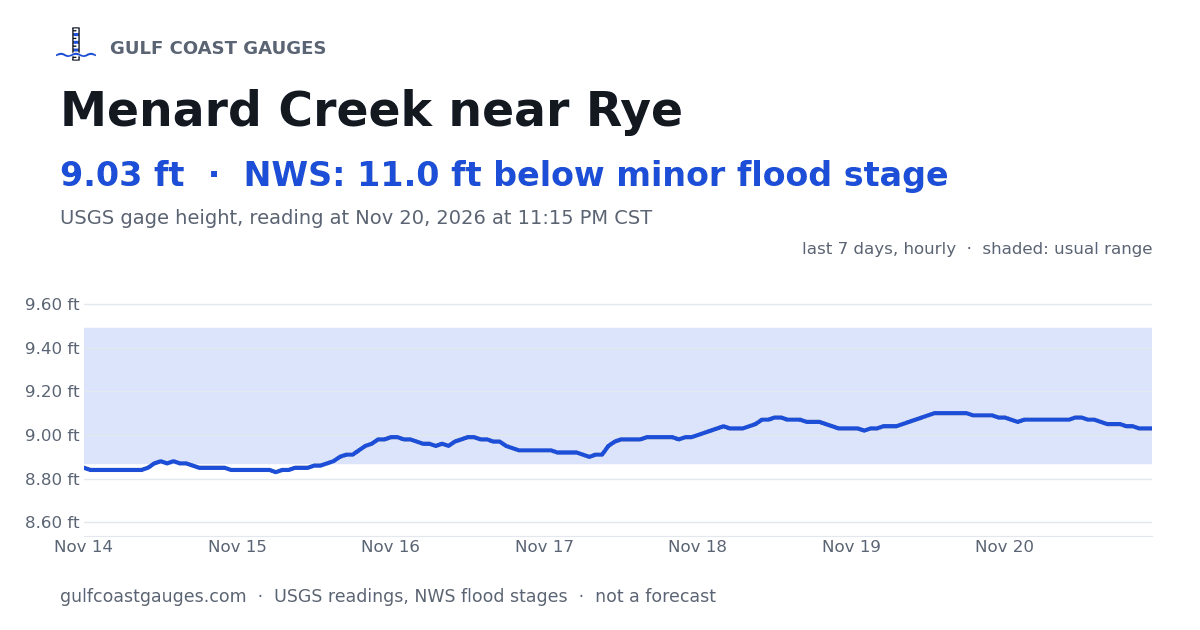 GULF COAST GAUGES
Menard Creek near Rye
9.03 ft · NWS: 11.0 ft below minor flood stage
USGS gage height, reading at Nov 20, 2026 at 11:15 PM CST
last 7 days, hourly · shaded: usual range
9.60 ft
9.40 ft
9.20 ft
9.00 ft
8.80 ft
8.60 ft
Nov 14 Nov 15 Nov 16 Nov 17 Nov 18 Nov 19 Nov 20
gulfcoastgauges.com · USGS readings, NWS flood stages · not a forecast